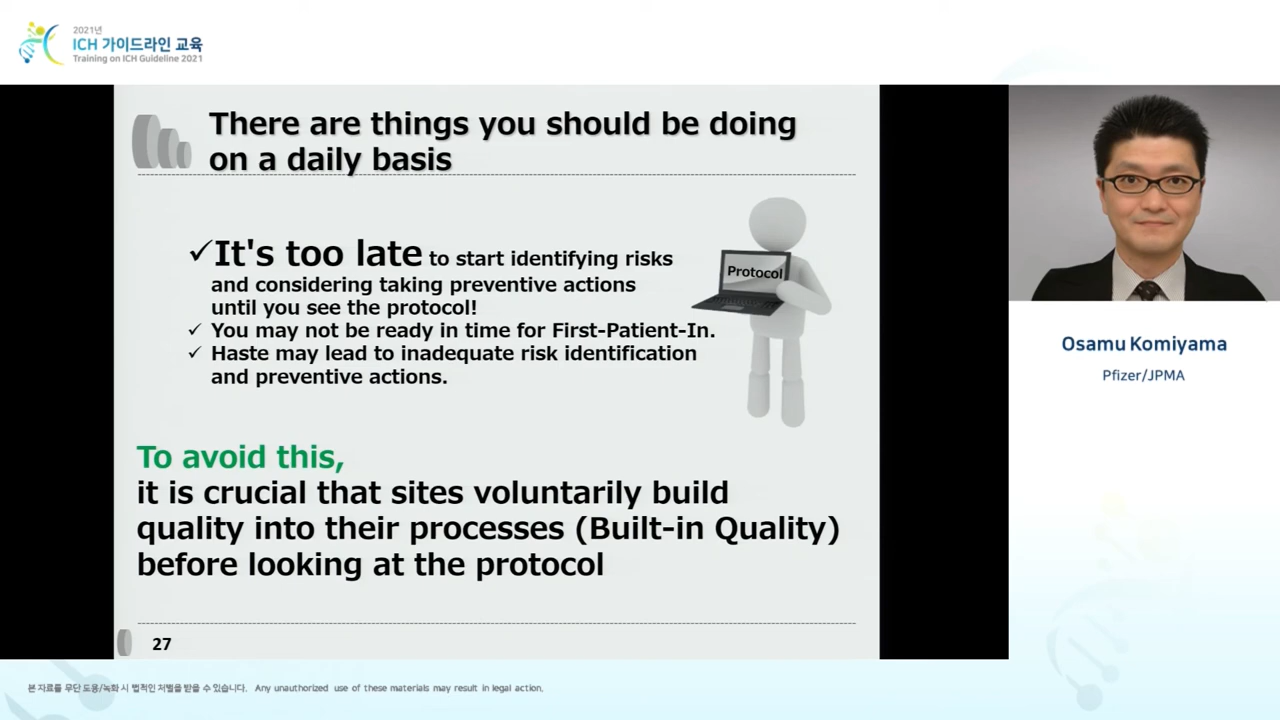 2021년
ICH 가이드라인 교육
Training on ICH Guideline 2021
There are things you should be doing
on a daily basis
✓It's too late to start identifying risks
and considering taking preventive actions
until you see the protocol!
✓ You may not be ready in time for First-Patient-In.
✓ Haste may lead to inadequate risk identification
and preventive actions.
Protocol
To avoid this,
it is crucial that sites voluntarily build
quality into their processes (Built-in Quality)
before looking at the protocol
27
Osamu Komiyama
Pfizer/JPMA
본 자료를 무단 도용/녹화 시 법적인 처벌을 받을 수 있습니다. Any unauthorized use of these materials may result in legal action.